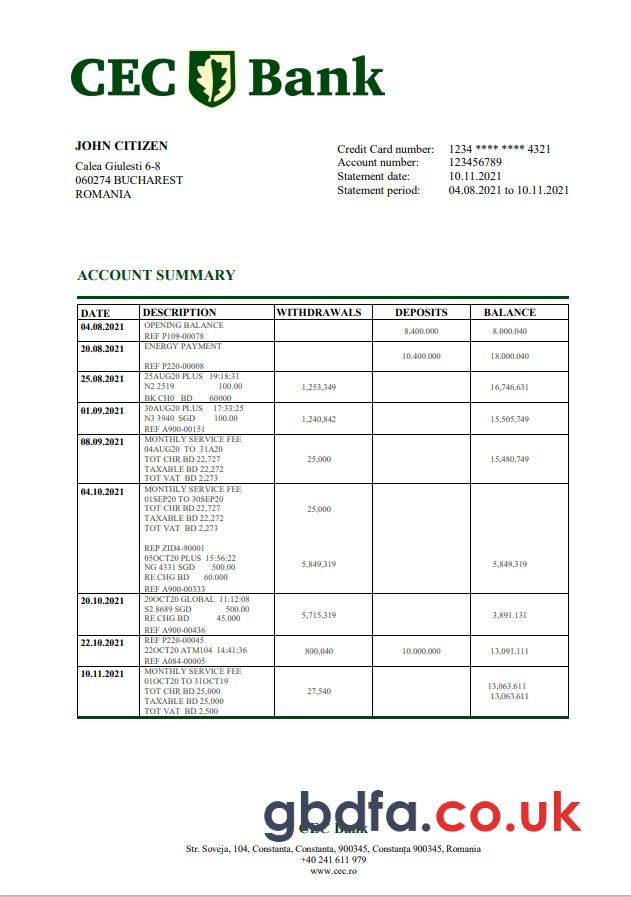 CEC Bank
JOHN CITIZEN
Calea Giulesti 6-8
060274 BUCHAREST
ROMANIA
Credit Card number: 1234 **** **** 4321
Account number: 123456789
Statement date: 10.11.2021
Statement period: 04.08.2021 to 10.11.2021
ACCOUNT SUMMARY
DATE DESCRIPTION WITHDRAWALS DEPOSITS BALANCE
04.08.2021 OPENING BALANCE
REF P109-00078
8,400.000 8.000.040
20.08.2021 ENERGY PAYMENT
REF P220-00008
10.400.000 18.000.040
25.08.2021 25AUG20 PLUS 19:18:31
N2 2519 100.00
BK CH0 BD 60000
1,253,349 16,746.631
01.09.2021 30AUG20 PLUS 17:33:25
N3 3940 SGD 100.00
REF A900-00151
1,240,842 15,505,749
08.09.2021 MONTHLY SERVICE FEE
04AUG20 TO 31A20
TOT CHR BD 22,727
TAXABLE BD 22,272
TOT VAT BD 2,273
25,000 15,480,749
04.10.2021 MONTHLY SERVICE FEE
01SEP20 TO 30SEP20
TOT CHR BD 22,727
TAXABLE BD 22,272
TOT VAT BD 2,273
25,000
REP ZID4-90001
05OCT20 PLUS 15:56:22
NG 4331 SGD 500.00
RE CHG BD 60.000
REF A900-00333
5,849,319 5,849,319
20.10.2021 20OCT20 GLOBAL 11:12:08
S2 8689 SGD 500.00
RE CHG BD 45.000
REF A900-00436
5,715,319 3,891.131
22.10.2021 REF P220-00045
22OCT20 ATM104 14:41:36
REF A084-00005
800,040 10.000.000 13,091.111
10.11.2021 MONTHLY SERVICE FEE
01OCT20 TO 31OCT19
TOT CHR BD 25,000
TAXABLE BD 25,000
TOT VAT BD 2,500
27,540 13,063.611
13,063.611
gbdfa.co.uk
CEC Bank
Str. Soveja, 104, Constanta, Constanta, 900345, Constanța 900345, Romania
+40 241 611 979
www.cec.ro